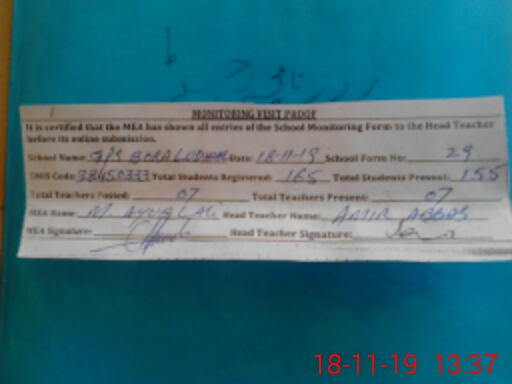 MONITORING VISIT PROOF
It is certified that the MEA has shown all entries of the School Monitoring Form to the Head Teacher
before its online submission.
School Name: GPS BORA LUDHAR Date: 18-11-19 School Form No: 29
EMIS Code: 38450333 Total Students Registered: 165 Total Students Present: 155
Total Teachers Posted: 07 Total Teachers Present: 07
MEA Name: M. AYUB Head Teacher Name: AMIR ABBAS
MEA Signature: Head Teacher Signature:
18-11-19 13:37